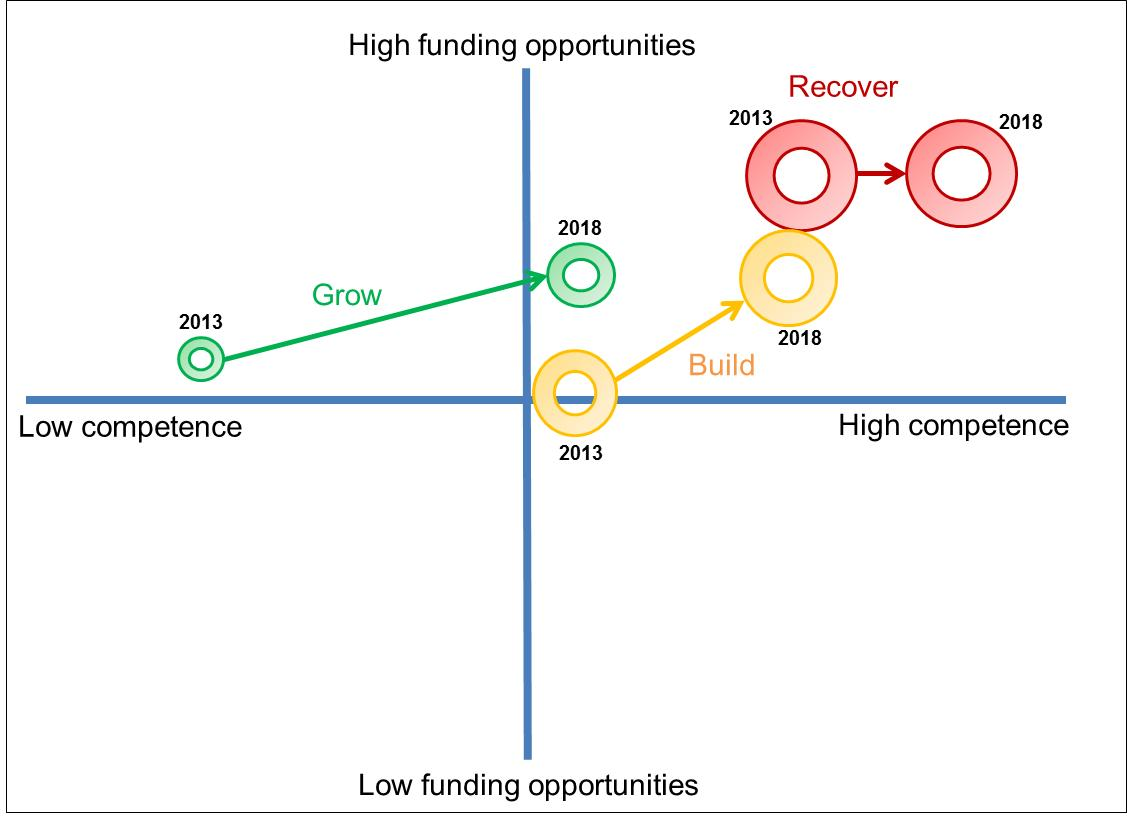 High funding opportunities
Recover
2013
2018
2018
Grow
2013
2018
Build
Low competence
High competence
2013
Low funding opportunities